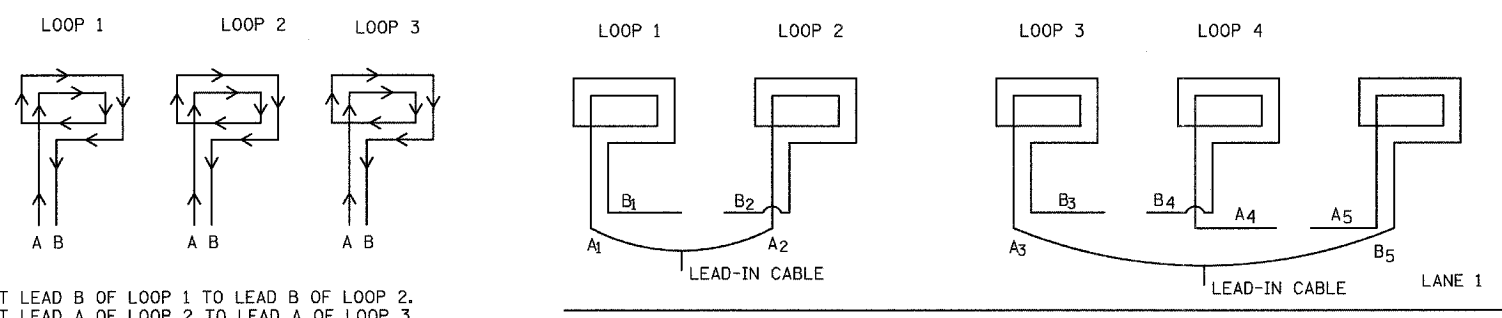 LOOP 1 LOOP 2 LOOP 3
A B A B A B
T LEAD B OF LOOP 1 TO LEAD B OF LOOP 2.
T LEAD A OF LOOP 2 TO LEAD A OF LOOP 3
LOOP 1 LOOP 2 LOOP 3 LOOP 4
B1 B2 B3 B4 A4 A5
A1 A2 A3 B5
LEAD-IN CABLE LEAD-IN CABLE LANE 1